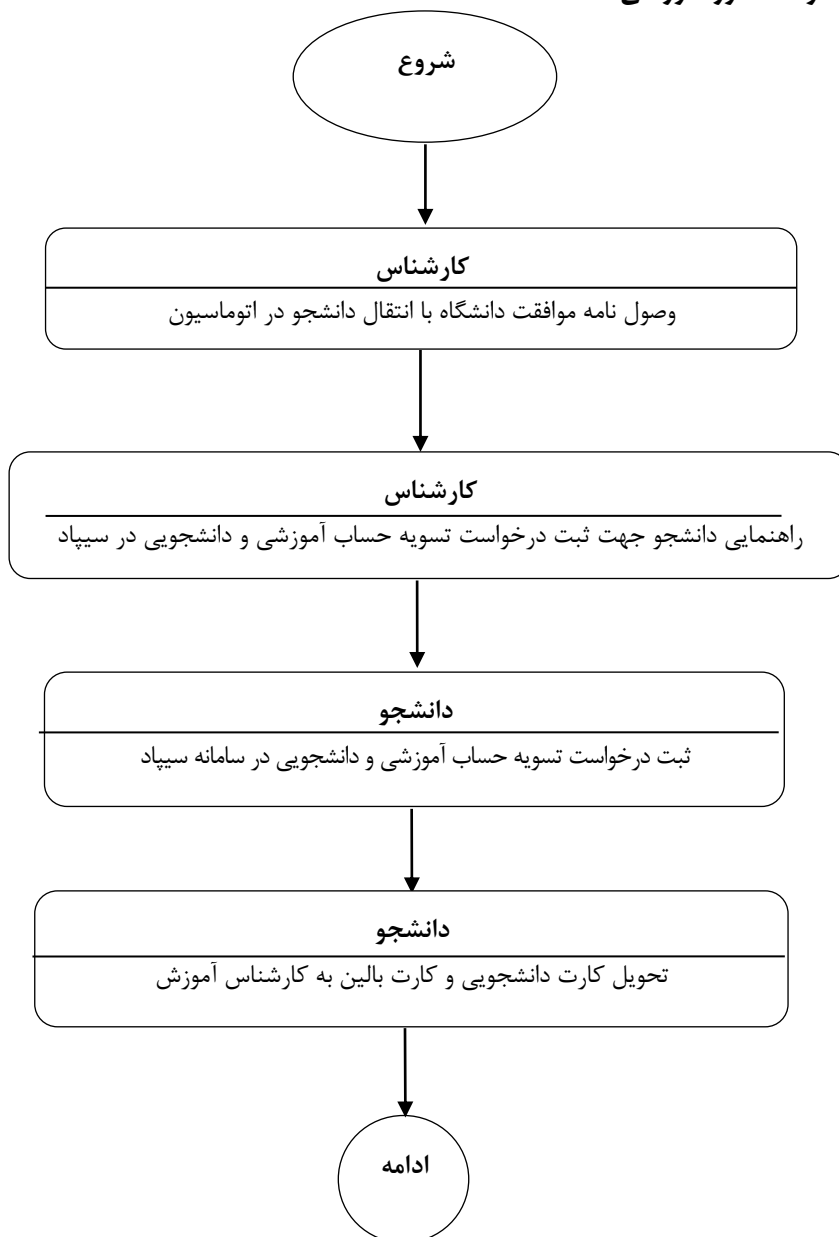 شروع
کارشناس
وصول نامه موافقت دانشگاه با انتقال دانشجو در اتوماسیون
کارشناس
راهنمایی دانشجو جهت ثبت درخواست تسویه حساب آموزشی و دانشجویی در سیپاد
دانشجو
ثبت درخواست تسویه حساب آموزشی و دانشجویی در سامانه سیپاد
دانشجو
تحویل کارت دانشجویی و کارت بالین به کارشناس آموزش
ادامه